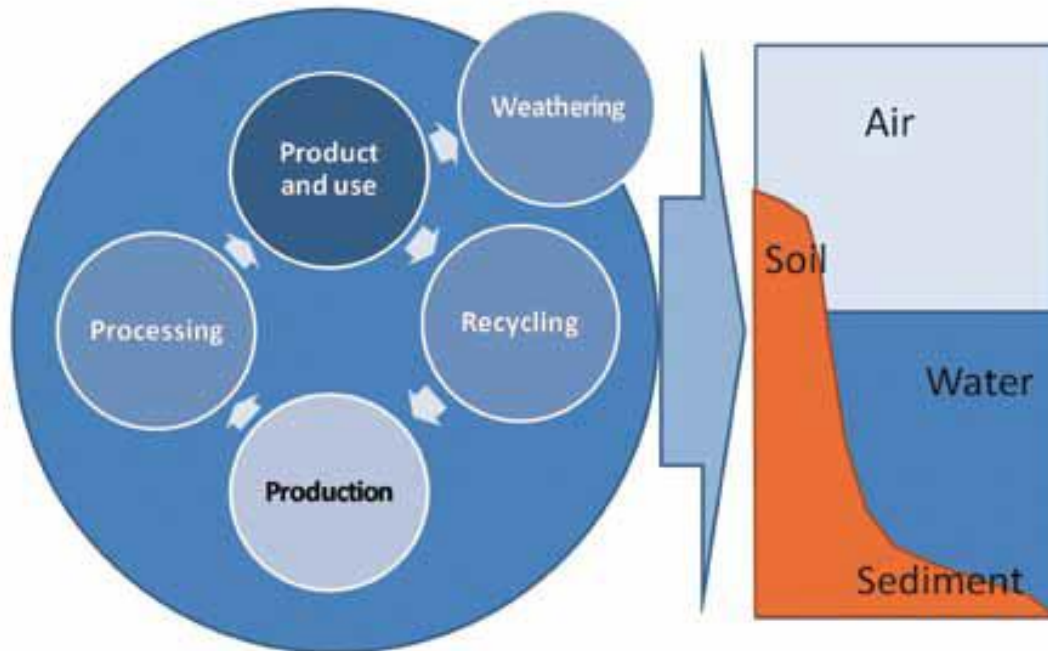 Weathering
Product
and use
Processing
Recycling
Production
Air
Soil
Water
Sediment